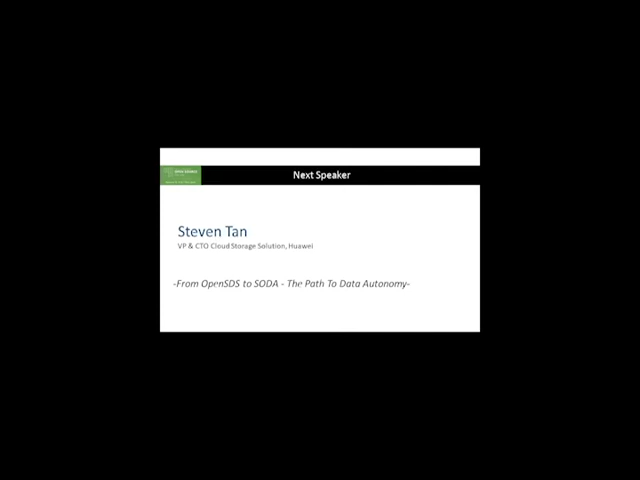 Next Speaker
Steven Tan
VP & CTO Cloud Storage Solution, Huawei
-From OpenSDS to SODA - The Path To Data Autonomy-